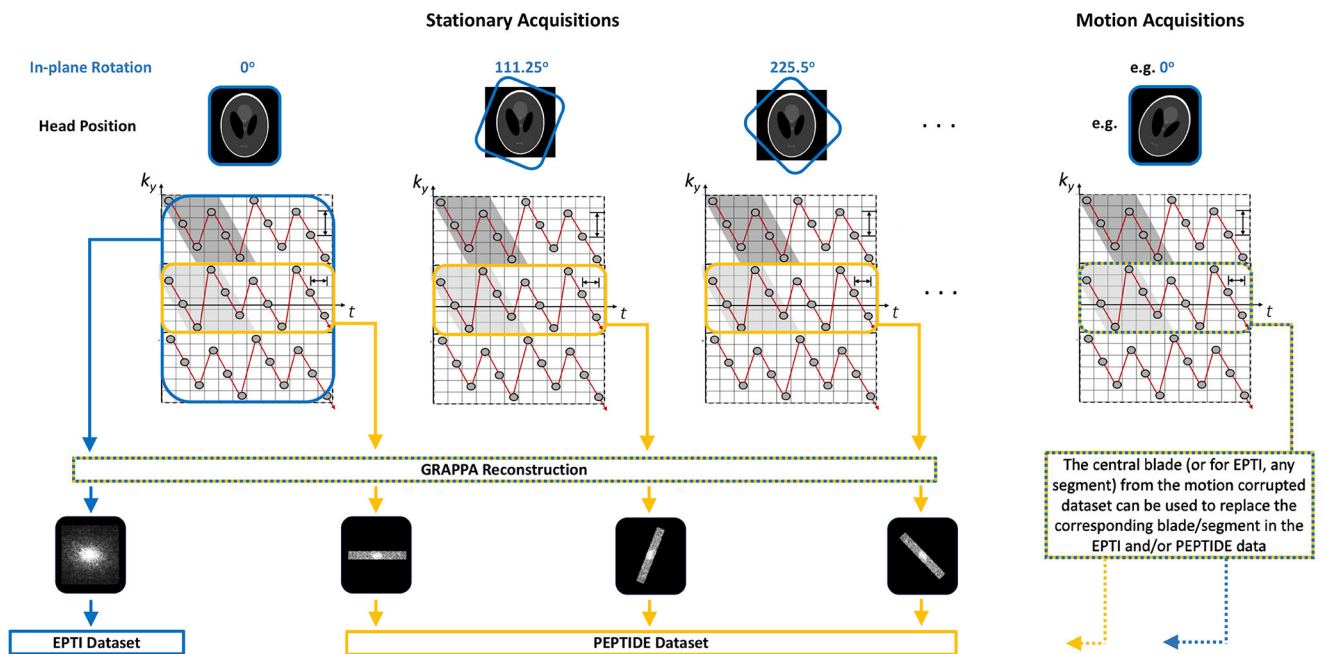 Stationary Acquisitions
Motion Acquisitions
In-plane Rotation
0°
111.25°
225.5°
e.g. 0°
Head Position
. . .
e.g.
k_y
k_y
k_y
k_y
t
t
t
t
. . .
GRAPPA Reconstruction
The central blade (or for EPTI, any
segment) from the motion corrupted
dataset can be used to replace the
corresponding blade/segment in the
EPTI and/or PEPTIDE data
EPTI Dataset
PEPTIDE Dataset